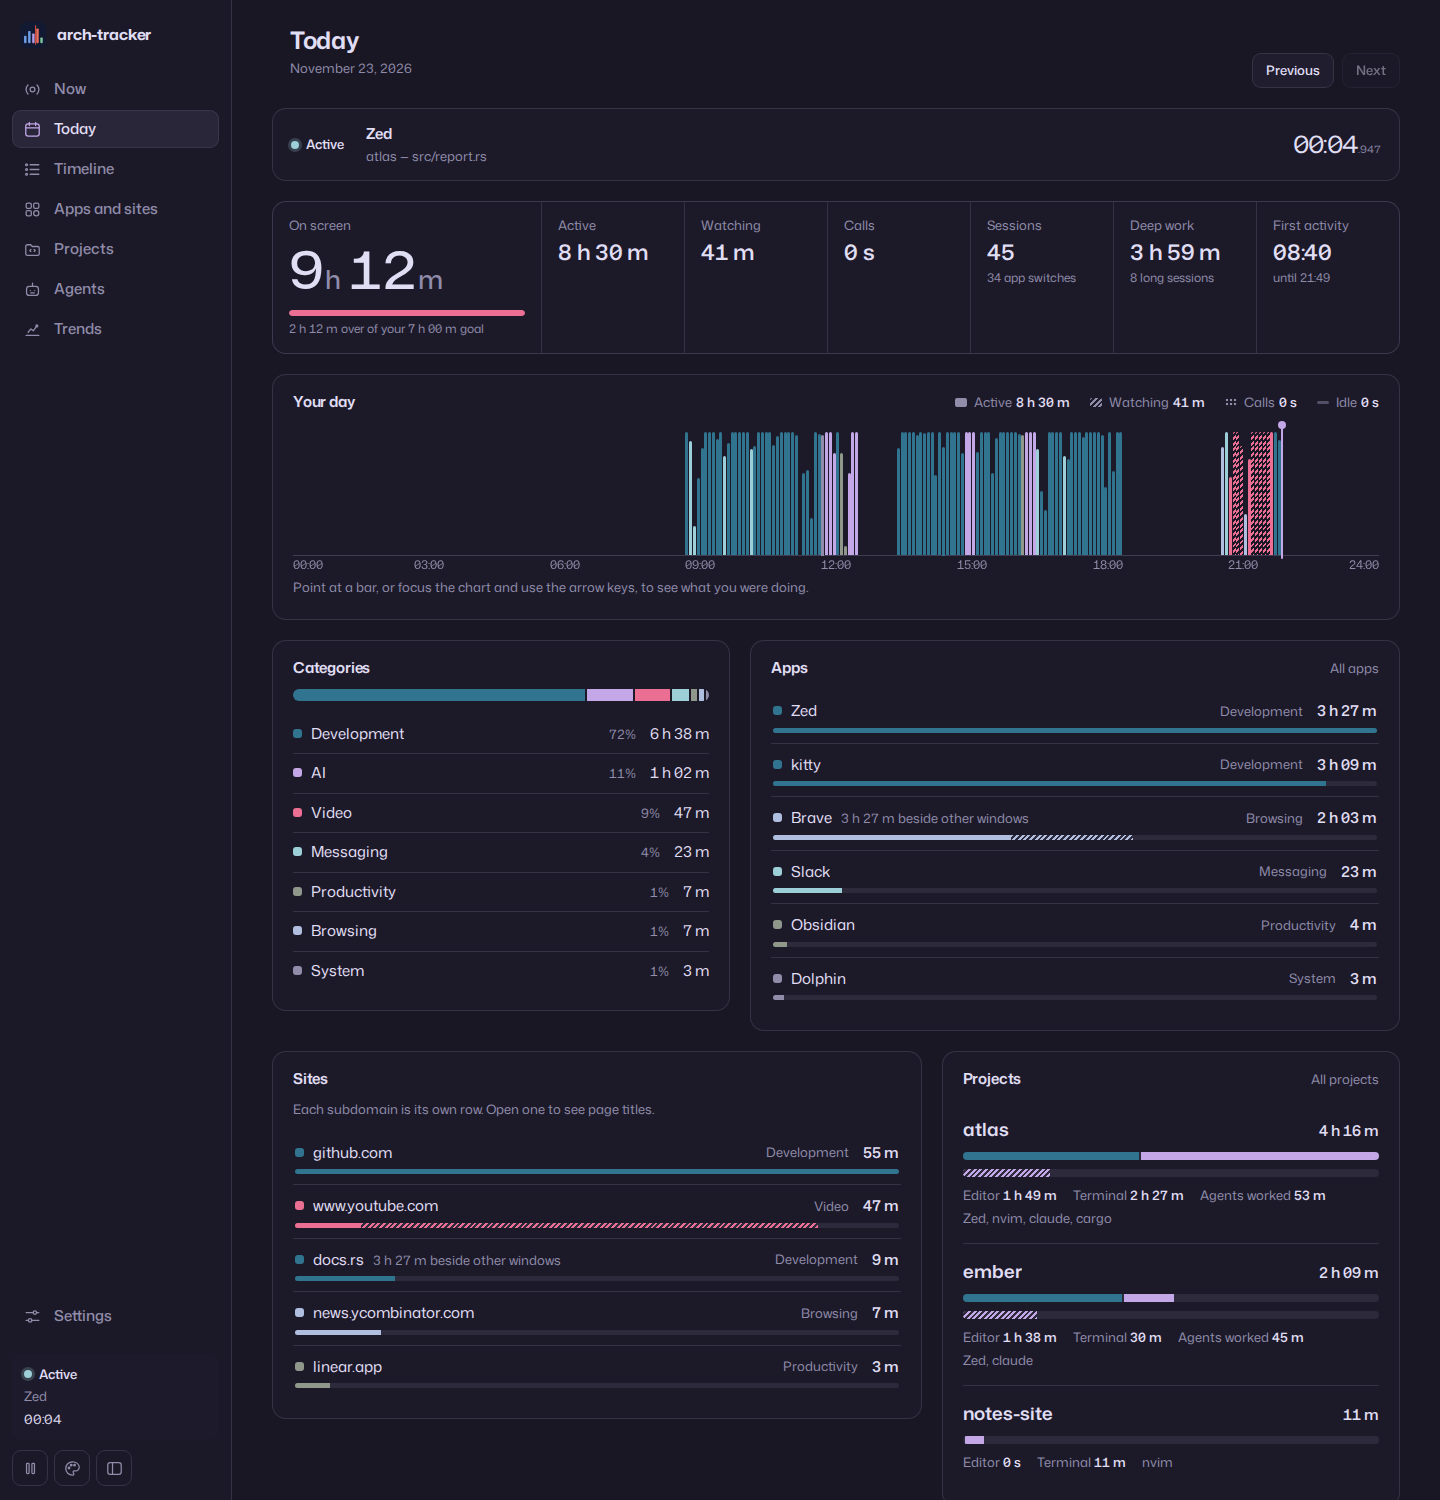 arch-tracker
Now
Today
Timeline
Apps and sites
Projects
Agents
Trends
Settings
Active
Zed
00:04
Today
November 23, 2026
Previous
Next
Active
Zed
atlas — src/report.rs
00:04.947
On screen
9h 12m
2 h 12 m over of your 7 h 00 m goal
Active
8 h 30 m
Watching
41 m
Calls
0 s
Sessions
45
34 app switches
Deep work
3 h 59 m
8 long sessions
First activity
08:40
until 21:49
Your day
Active 8 h 30 m
Watching 41 m
Calls 0 s
Idle 0 s
00:00
03:00
06:00
09:00
12:00
15:00
18:00
21:00
24:00
Point at a bar, or focus the chart and use the arrow keys, to see what you were doing.
Categories
Development 72% 6 h 38 m
AI 11% 1 h 02 m
Video 9% 47 m
Messaging 4% 23 m
Productivity 1% 7 m
Browsing 1% 7 m
System 1% 3 m
Apps
All apps
Zed Development 3 h 27 m
kitty Development 3 h 09 m
Brave 3 h 27 m beside other windows Browsing 2 h 03 m
Slack Messaging 23 m
Obsidian Productivity 4 m
Dolphin System 3 m
Sites
Each subdomain is its own row. Open one to see page titles.
github.com Development 55 m
www.youtube.com Video 47 m
docs.rs 3 h 27 m beside other windows Development 9 m
news.ycombinator.com Browsing 7 m
linear.app Productivity 3 m
Projects
All projects
atlas 4 h 16 m
Editor 1 h 49 m Terminal 2 h 27 m Agents worked 53 m
Zed, nvim, claude, cargo
ember 2 h 09 m
Editor 1 h 38 m Terminal 30 m Agents worked 45 m
Zed, claude
notes-site 11 m
Editor 0 s Terminal 11 m nvim